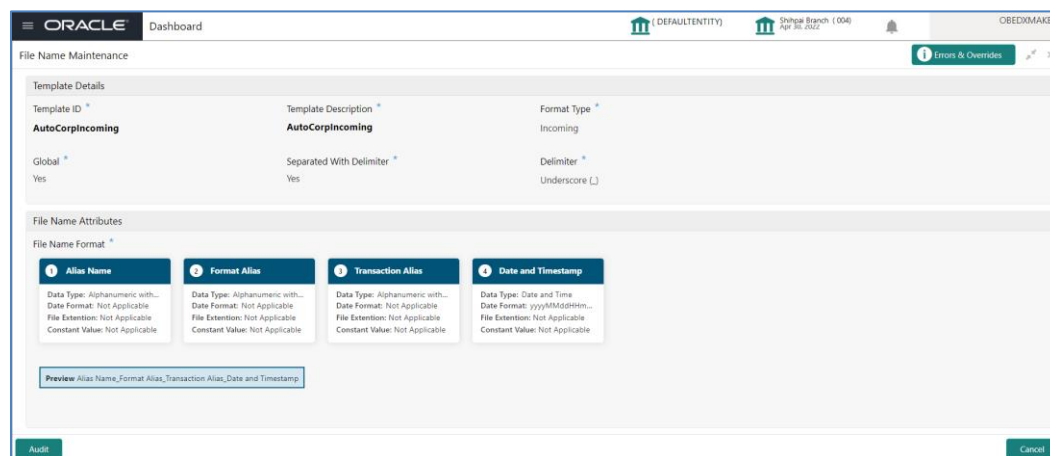 ORACLE Dashboard ( DEFAULTENTITY) Shihpai Branch ( 004) OBEDXMAKE
Apr 30, 2022
File Name Maintenance Errors & Overrides
Template Details
Template ID * Template Description * Format Type *
AutoCorpIncoming AutoCorpIncoming Incoming
Global * Separated With Delimiter * Delimiter *
Yes Yes Underscore (_)
File Name Attributes
File Name Format *
1 Alias Name 2 Format Alias 3 Transaction Alias 4 Date and Timestamp
Data Type: Alphanumeric with... Data Type: Alphanumeric with... Data Type: Alphanumeric with... Data Type: Date and Time
Date Format: Not Applicable Date Format: Not Applicable Date Format: Not Applicable Date Format: yyyyMMddHHm...
File Extention: Not Applicable File Extention: Not Applicable File Extention: Not Applicable File Extention: Not Applicable
Constant Value: Not Applicable Constant Value: Not Applicable Constant Value: Not Applicable Constant Value: Not Applicable
Preview Alias Name_Format Alias_Transaction Alias_Date and Timestamp
Audit Cancel